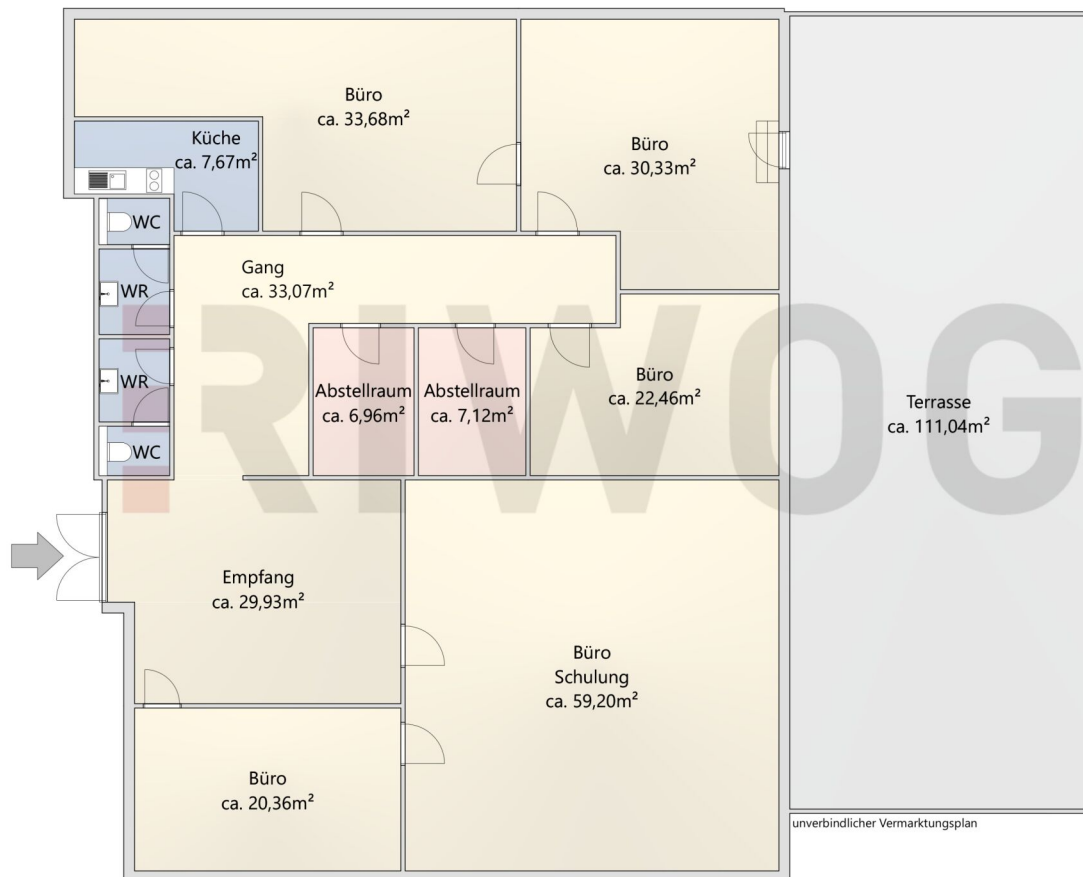 Büro
ca. 33,68m²
Küche
ca. 7,67m²
Büro
ca. 30,33m²
WC
Gang
ca. 33,07m²
WR
WR
WC
Abstellraum
ca. 6,96m²
Abstellraum
ca. 7,12m²
Büro
ca. 22,46m²
Terrasse
ca. 111,04m²
RIWOG
Empfang
ca. 29,93m²
Büro
Schulung
ca. 59,20m²
Büro
ca. 20,36m²
unverbindlicher Vermarktungsplan